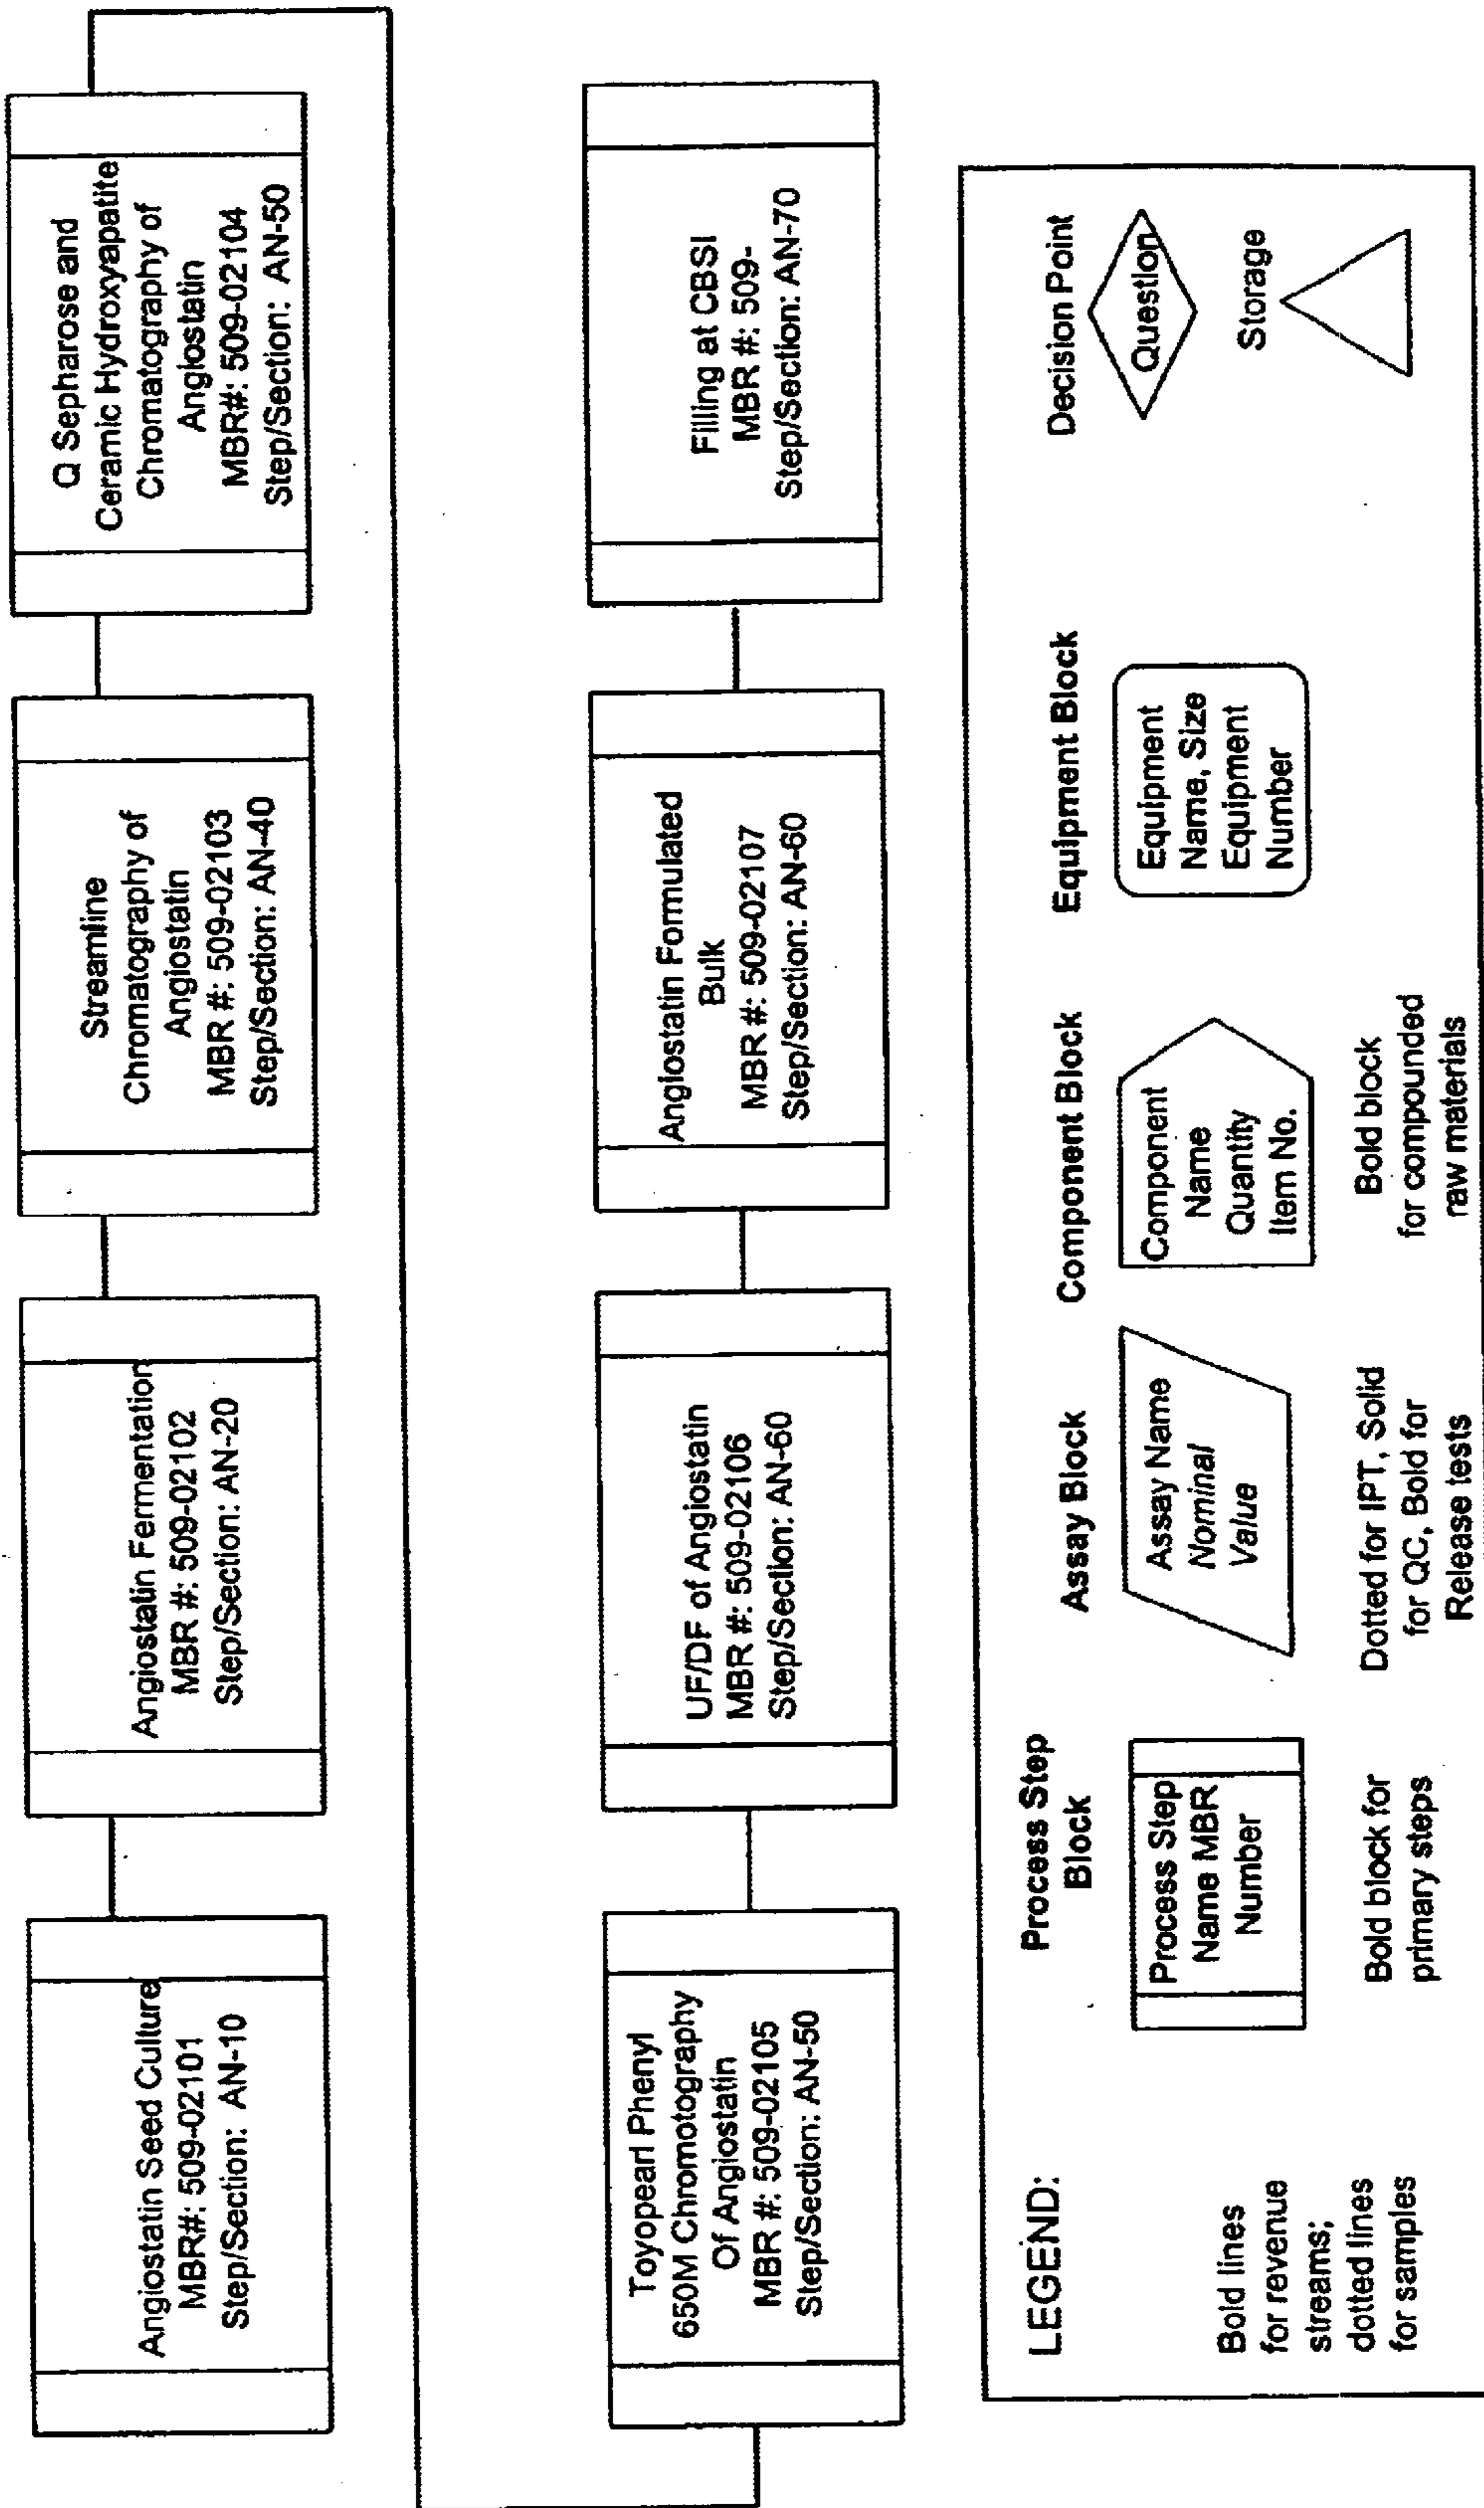 Angiostatin Seed Culture
MBR#: 509-02101
Step/Section: AN-10
Angiostatin Fermentation
MBR #: 509-02102
Step/Section: AN-20
Streamline
Chromatography of
Angiostatin
MBR #: 509-02103
Step/Section: AN-40
Q Sepharose and
Ceramic Hydroxyapatite
Chromatography of
Angiostatin
MBR#: 509-02104
Step/Section: AN-50
Toyopearl Phenyl
650M Chromotography
Of Angiostatin
MBR #: 509-02105
Step/Section: AN-50
UF/DF of Angiostatin
MBR #: 509-02106
Step/Section: AN-60
Angiostatin Formulated
Bulk
MBR #: 509-02107
Step/Section: AN-60
Filling at CBSI
MBR #: 509-
Step/Section: AN-70
LEGEND:
Bold lines
for revenue
streams;
dotted lines
for samples
Process Step
Block
Process Step
Name MBR
Number
Bold block for
primary steps
Assay Block
Assay Name
Nominal
Value
Dotted for IPT, Solid
for QC, Bold for
Release tests
Component Block
Component
Name
Quantity
Item No.
Bold block
for compounded
raw materials
Equipment Block
Equipment
Name, Size
Equipment
Number
Decision Point
Question
Storage